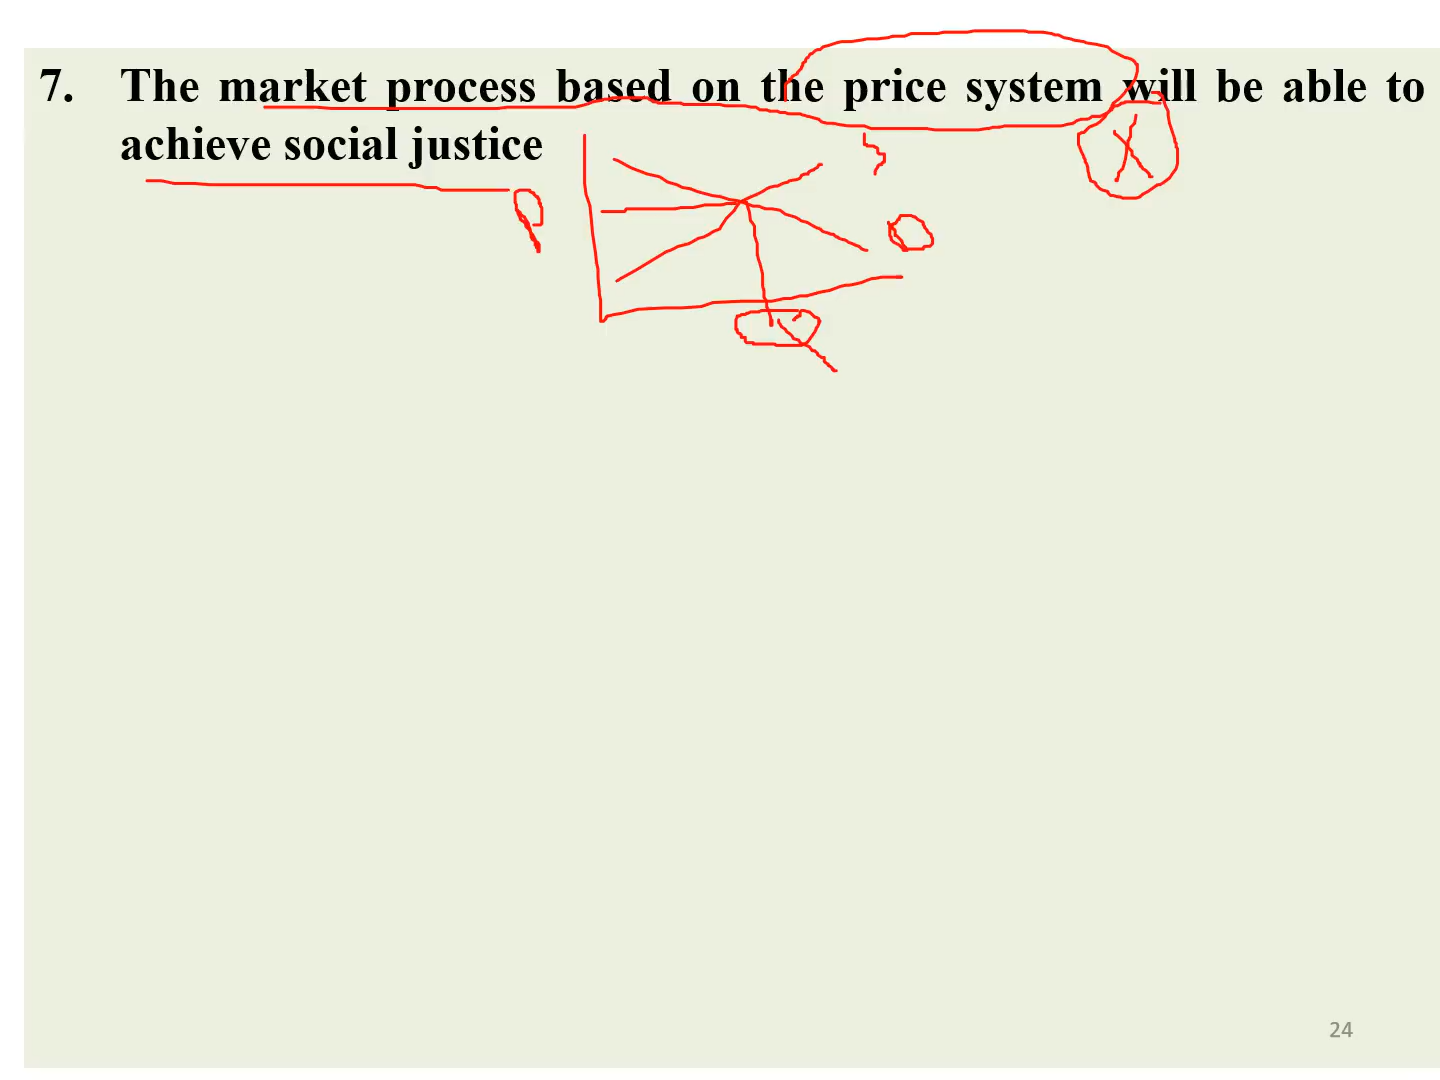 7. The market process based on the price system will be able to
achieve social justice
24